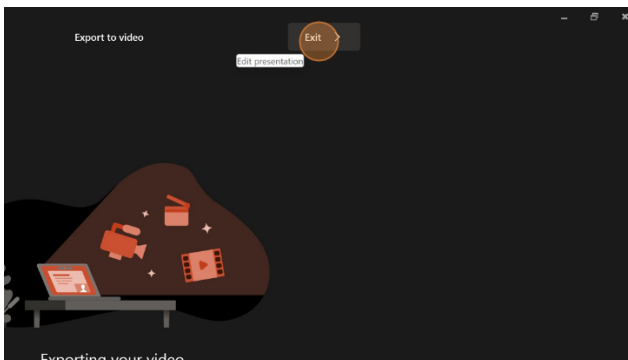 Export to video
Exit
Edit presentation
Exporting your video